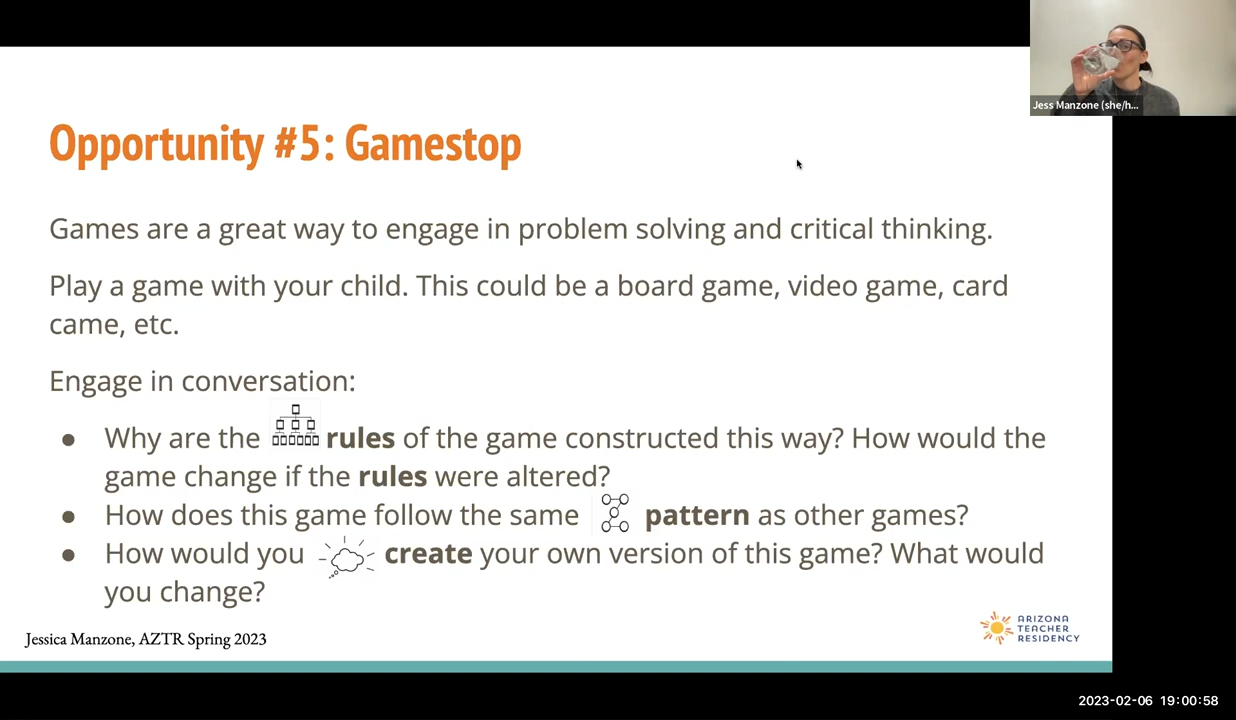 Jess Manzone (she/h...
Opportunity #5: Gamestop
Games are a great way to engage in problem solving and critical thinking.
Play a game with your child. This could be a board game, video game, card
came, etc.
Engage in conversation:
● Why are the rules of the game constructed this way? How would the
game change if the rules were altered?
● How does this game follow the same pattern as other games?
● How would you create your own version of this game? What would
you change?
Jessica Manzone, AZTR Spring 2023
ARIZONA
TEACHER
RESIDENCY
2023-02-06 19:00:58